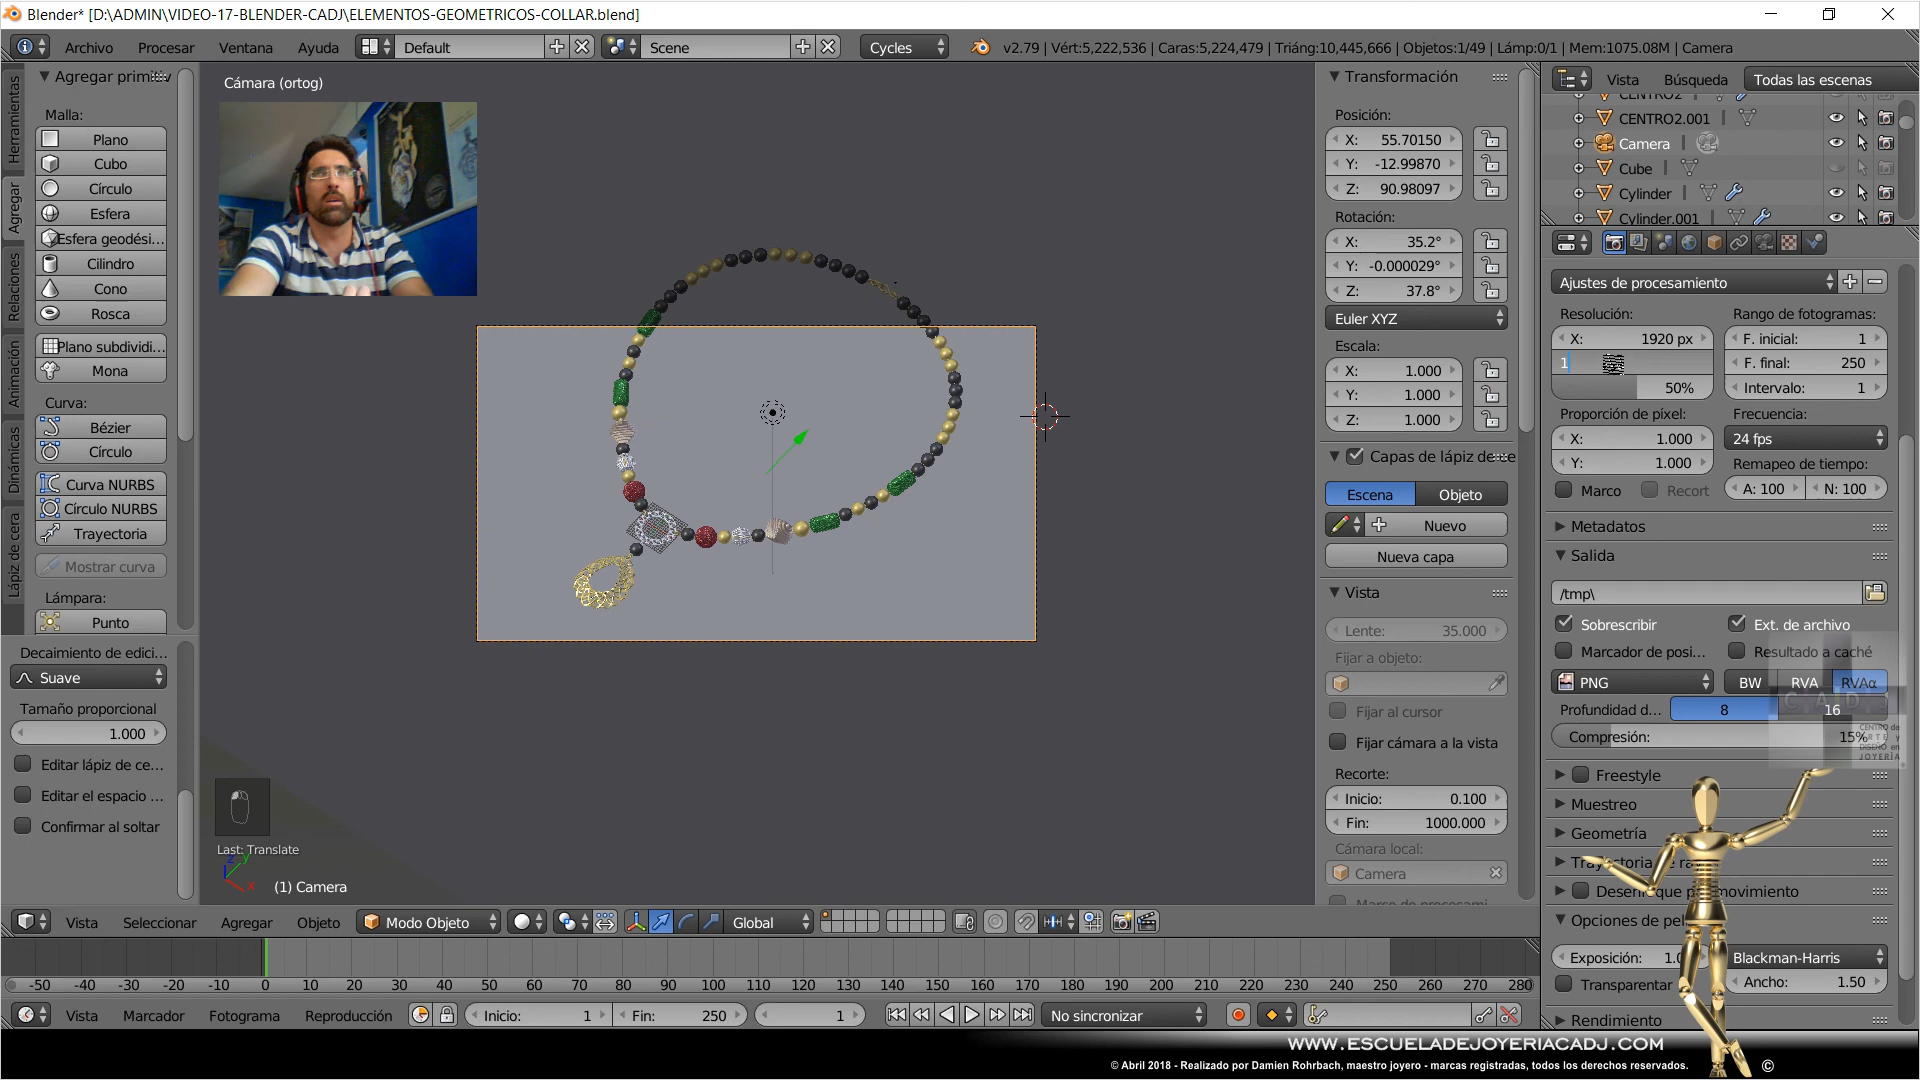 Blender* [D:\ADMIN\VIDEO-17-BLENDER-CADJ\ELEMENTOS-GEOMETRICOS-COLLAR.blend]
Archivo Procesar Ventana Ayuda Default Scene Cycles v2.79 | Vért:5,222,536 | Caras:5,224,479 | Triáng:10,445,666 | Objetos:1/49 | Lámp:0/1 | Mem:1075.08M | Camera
Herramientas
Agregar
Relaciones
Animación
Dinámicas
Lápiz de cera
Agregar primitiv
Malla:
Plano
Cubo
Círculo
Esfera
Esfera geodési...
Cilindro
Cono
Rosca
Plano subdividi...
Mona
Curva:
Bézier
Círculo
Curva NURBS
Círculo NURBS
Trayectoria
Mostrar curva
Lámpara:
Punto
Decaimiento de edici...
Suave
Tamaño proporcional
1.000
Editar lápiz de ce...
Editar el espacio ...
Confirmar al soltar
Cámara (ortog)
Last: Translate
z y
x
(1) Camera
Transformación
Posición:
X: 55.70150
Y: -12.99870
Z: 90.98097
Rotación:
X: 35.2°
Y: -0.000029°
Z: 37.8°
Euler XYZ
Escala:
X: 1.000
Y: 1.000
Z: 1.000
Capas de lápiz de
Escena Objeto
Nuevo
Nueva capa
Vista
Lente: 35.000
Fijar a objeto:
Fijar al cursor
Fijar cámara a la vista
Recorte:
Inicio: 0.100
Fin: 1000.000
Cámara local:
Camera
Vista Búsqueda Todas las escenas
CENTRO2
CENTRO2.001
Camera
Cube
Cylinder
Cylinder.001
Ajustes de procesamiento
Resolución: Rango de fotogramas:
X: 1920 px F. inicial: 1
1 F. final: 250
50% Intervalo: 1
Proporción de píxel: Frecuencia:
X: 1.000 24 fps
Y: 1.000 Remapeo de tiempo:
Marco Recort A: 100 N: 100
Metadatos
Salida
/tmp\
Sobrescribir Ext. de archivo
Marcador de posi... Resultado a caché
PNG BW RVA RVAα
Profundidad d... 8 16
Compresión: 15%
CENTRO de
ARTE y
DISEÑO en
JOYERÍA
Freestyle
Muestreo
Geometría
Desenfoque movimiento
Opciones de
Exposición: Blackman-Harris
Transparentar Ancho: 1.50
Rendimiento
Vista Seleccionar Agregar Objeto Modo Objeto Global
-50 -40 -30 -20 -10 0 10 20 30 40 50 60 70 80 90 100 110 120 130 140 150 160 170 180 190 200 210 220 230 240 250 260 270 280
Vista Marcador Fotograma Reproducción Inicio: 1 Fin: 250 1 No sincronizar
WWW.ESCUELADEJOYERIACADJ.COM
© Abril 2018 - Realizado por Damien Rohrbach, maestro joyero - marcas registradas, todos los derechos reservados. ©